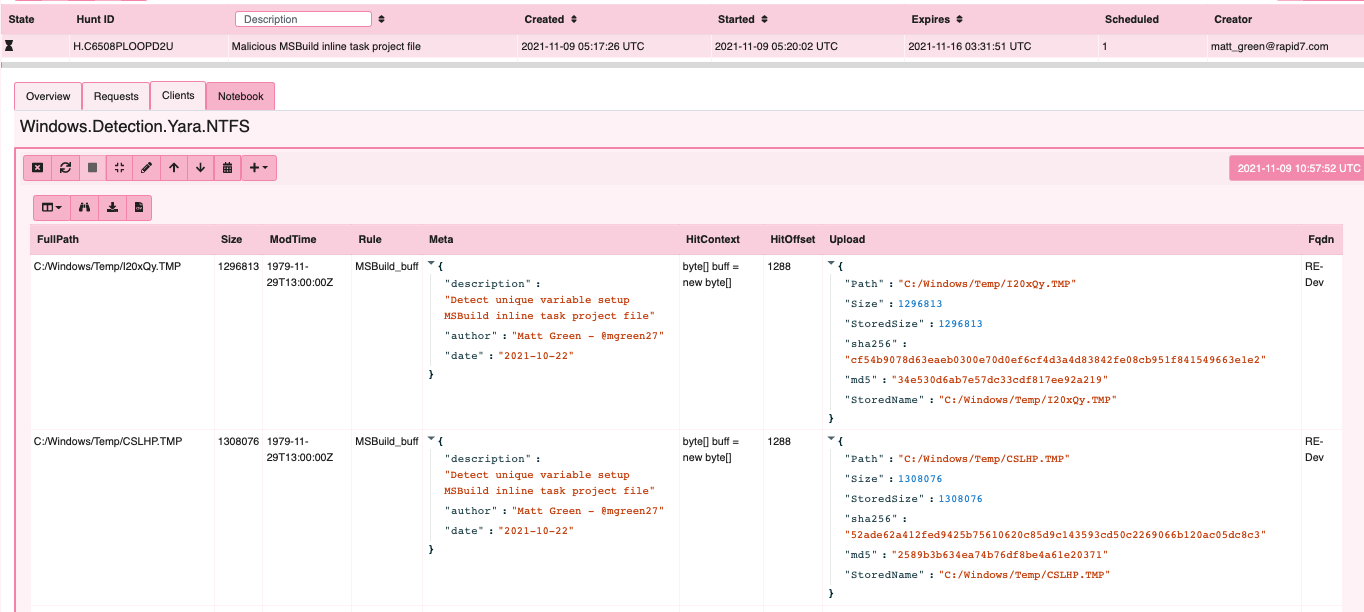 State Hunt ID Description Created Started Expires Scheduled Creator
H.C6508PLOOPD2U Malicious MSBuild inline task project file 2021-11-09 05:17:26 UTC 2021-11-09 05:20:02 UTC 2021-11-16 03:31:51 UTC 1 matt_green@rapid7.com
Overview Requests Clients Notebook
Windows.Detection.Yara.NTFS
2021-11-09 10:57:52 UTC
FullPath Size ModTime Rule Meta HitContext HitOffset Upload Fqdn
C:/Windows/Temp/I20xQy.TMP 1296813 1979-11-29T13:00:00Z MSBuild_buff {
"description" :
"Detect unique variable setup
MSBuild inline task project file"
"author" : "Matt Green - @mgreen27"
"date" : "2021-10-22"
}
byte[] buff =
new byte[]
1288
{
"Path" : "C:/Windows/Temp/I20xQy.TMP"
"Size" : 1296813
"StoredSize" : 1296813
"sha256" :
"cf54b9078d63eaeb0300e70d0ef6cf4d3a4d83842fe08cb951f841549663e1e2"
"md5" : "34e530d6ab7e57dc33cdf817ee92a219"
"StoredName" : "C:/Windows/Temp/I20xQy.TMP"
}
RE-
Dev
C:/Windows/Temp/CSLHP.TMP 1308076 1979-11-29T13:00:00Z MSBuild_buff {
"description" :
"Detect unique variable setup
MSBuild inline task project file"
"author" : "Matt Green - @mgreen27"
"date" : "2021-10-22"
}
byte[] buff =
new byte[]
1288
{
"Path" : "C:/Windows/Temp/CSLHP.TMP"
"Size" : 1308076
"StoredSize" : 1308076
"sha256" :
"52ade62a412fed9425b75610620c85d9c143593cd50c2269066b120ac05dc8c3"
"md5" : "2589b3b634ea74b76df8be4a61e20371"
"StoredName" : "C:/Windows/Temp/CSLHP.TMP"
}
RE-
Dev